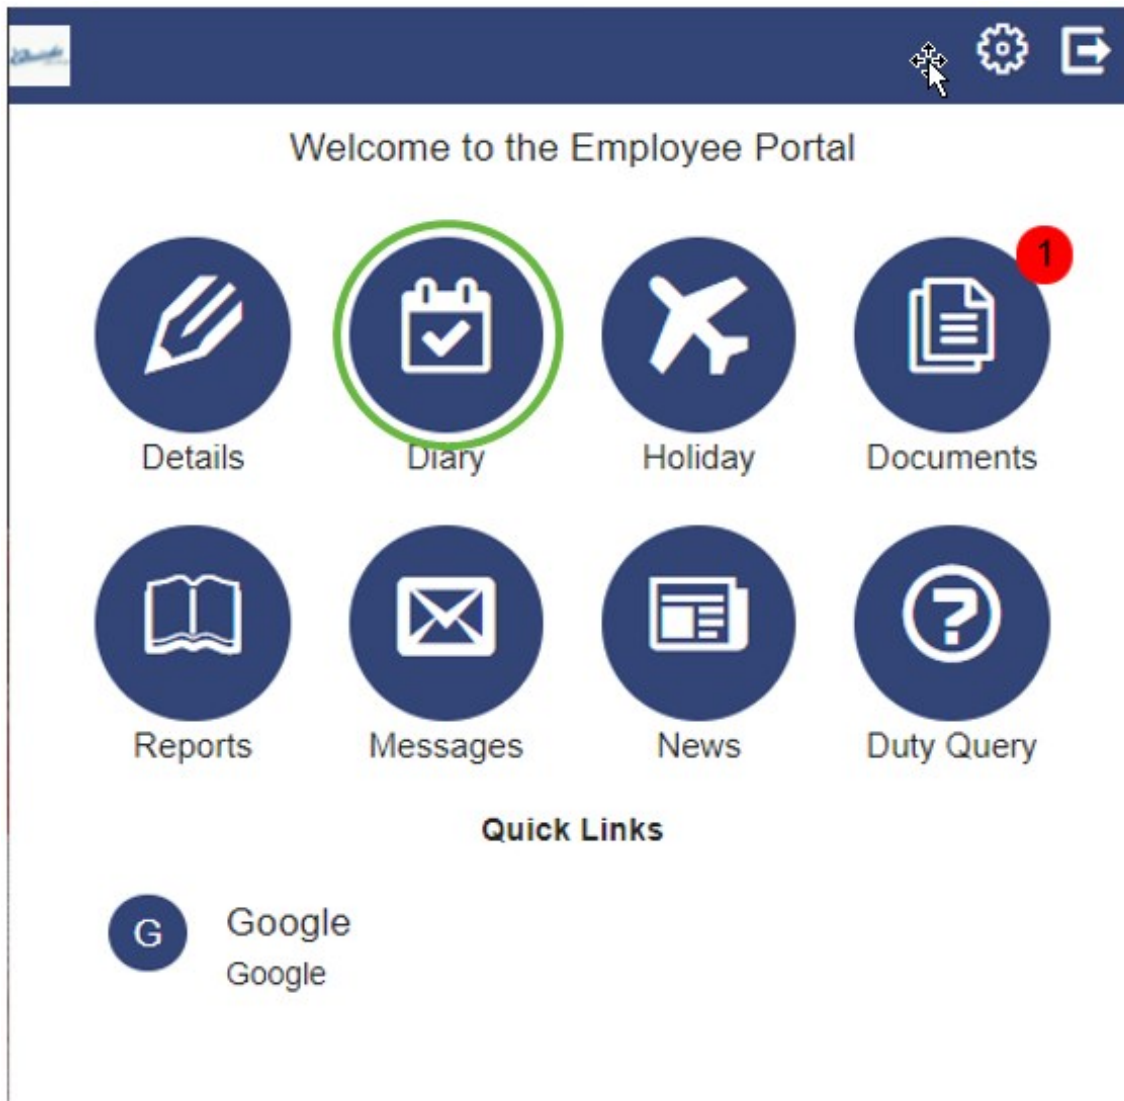 Welcome to the Employee Portal
1
Details Diary Holiday Documents
Reports Messages News Duty Query
Quick Links
G Google
Google